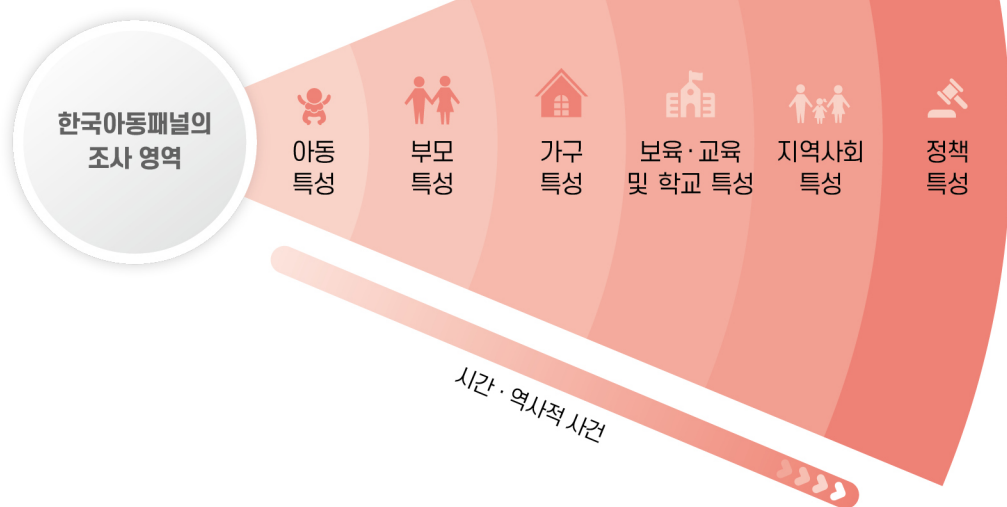 한국아동패널의
조사 영역
아동
특성
부모
특성
가구
특성
보육·교육
및 학교 특성
지역사회
특성
정책
특성
시간·역사적 사건